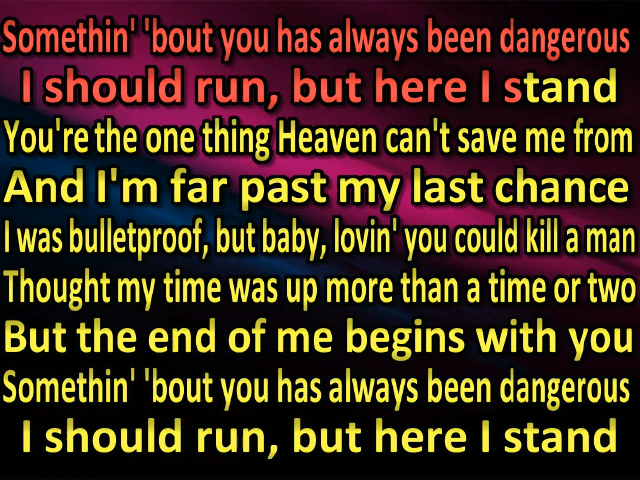 Somethin' 'bout you has always been dangerous
I should run, but here I stand
You're the one thing Heaven can't save me from
And I'm far past my last chance
I was bulletproof, but baby, lovin' you could kill a man
Thought my time was up more than a time or two
But the end of me begins with you
Somethin' 'bout you has always been dangerous
I should run, but here I stand